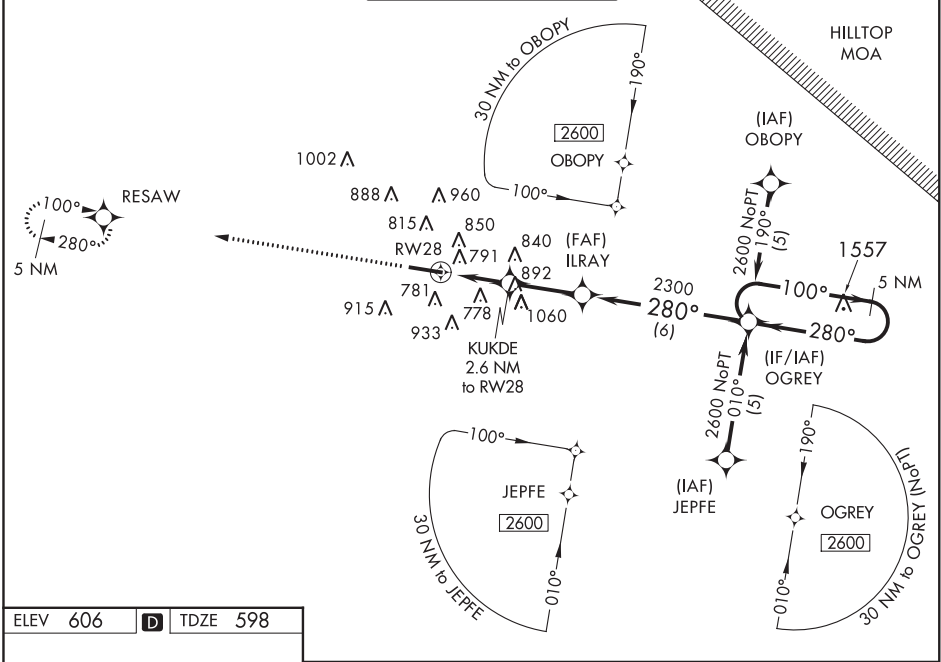 HILLTOP
MOA
30 NM to OBOPY
190°
2600
OBOPY
100°
(IAF)
OBOPY
2600 NoPT
190°
(5)
1002
888
960
815
850
RW28
791
840
892
781
778
1060
915
933
KUKDE
2.6 NM
to RW28
100°
RESAW
280°
5 NM
(FAF)
ILRAY
2300
280°
(6)
1557
5 NM
100°
280°
(IF/IAF)
OGREY
2600 NoPT
010°
(5)
(IAF)
JEPFE
100°
JEPFE
2600
010°
30 NM to JEPFE
190°
OGREY
2600
010°
30 NM to OGREY (NoPT)
ELEV 606 D TDZE 598